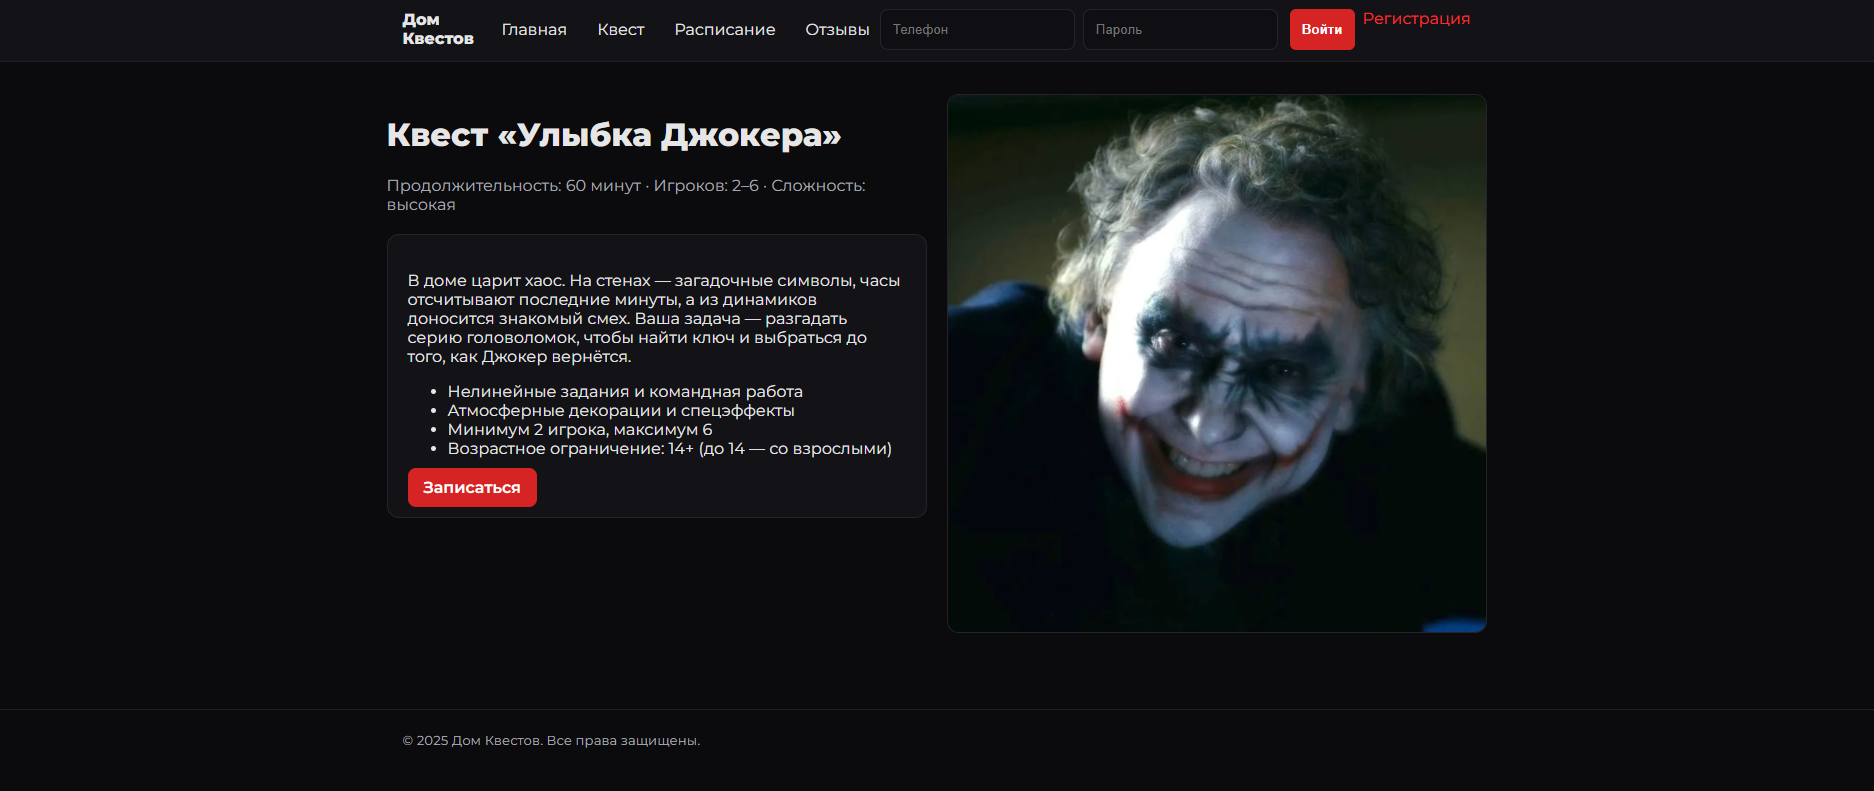 Дом
Квестов
Главная
Квест
Расписание
Отзывы
Телефон
Пароль
Войти
Регистрация
Квест «Улыбка Джокера»
Продолжительность: 60 минут · Игроков: 2–6 · Сложность:
высокая
В доме царит хаос. На стенах — загадочные символы, часы
отсчитывают последние минуты, а из динамиков
доносится знакомый смех. Ваша задача — разгадать
серию головоломок, чтобы найти ключ и выбраться до
того, как Джокер вернётся.
• Нелинейные задания и командная работа
• Атмосферные декорации и спецэффекты
• Минимум 2 игрока, максимум 6
• Возрастное ограничение: 14+ (до 14 — со взрослыми)
Записаться
© 2025 Дом Квестов. Все права защищены.